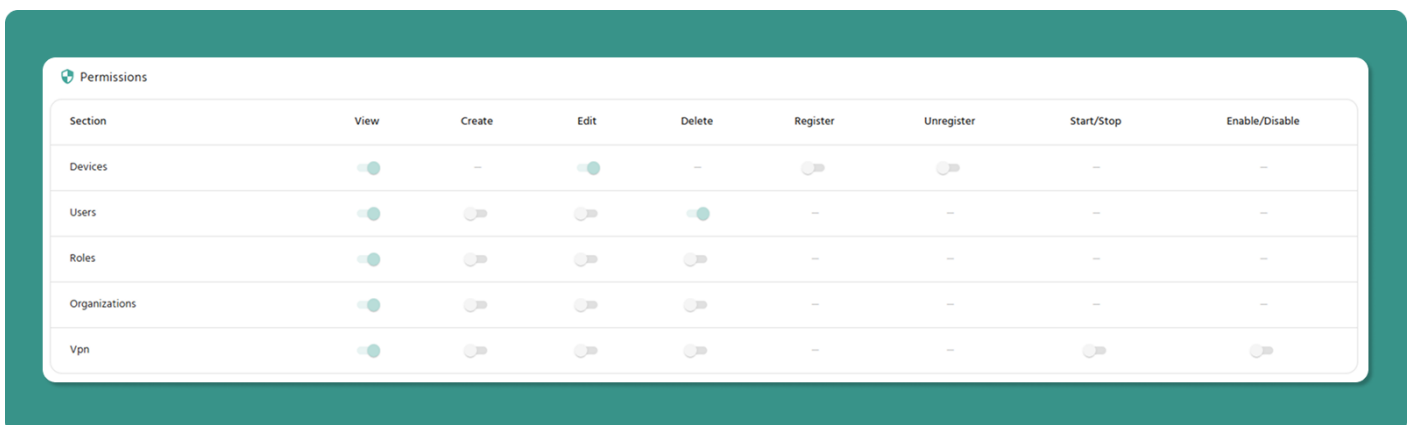 Permissions
Section View Create Edit Delete Register Unregister Start/Stop Enable/Disable
Devices – – – –
Users – – – –
Roles – – – –
Organizations – – – –
Vpn – –